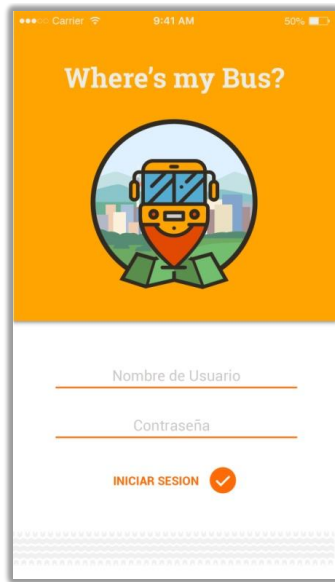 Carrier 9:41 AM 50%
Where's my Bus?
Nombre de Usuario
Contraseña
INICIAR SESION